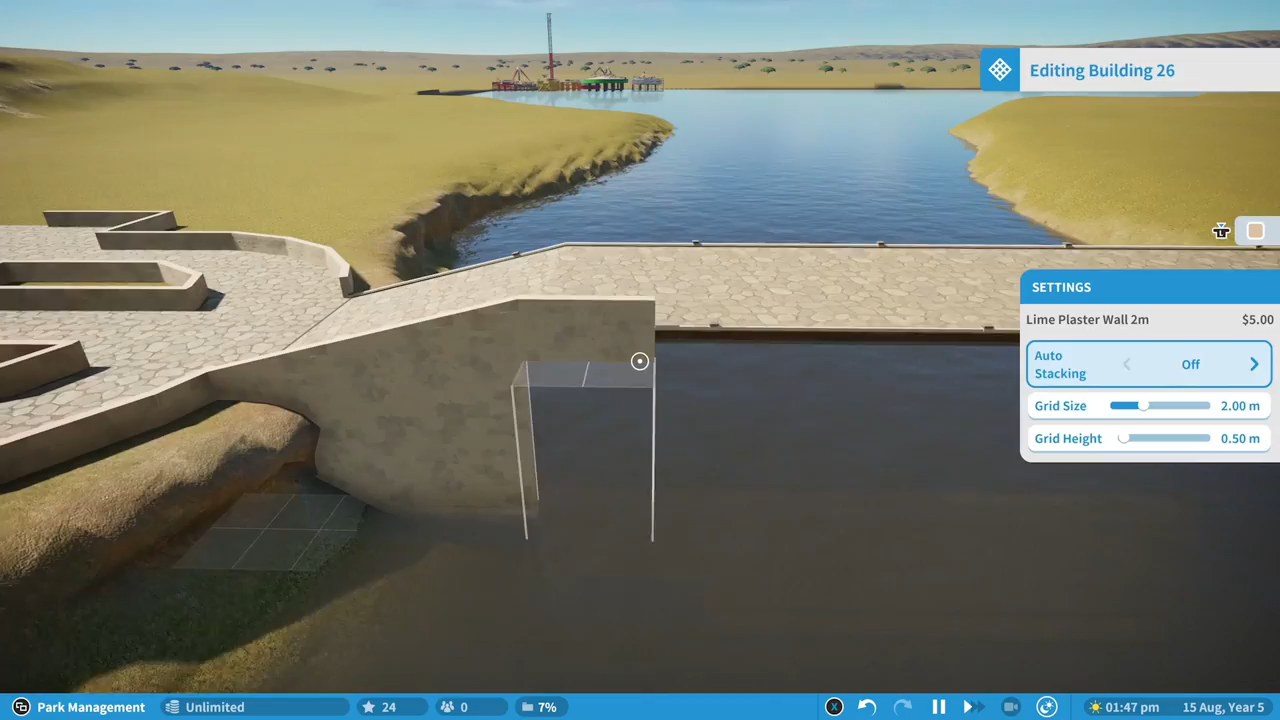 Editing Building 26
SETTINGS
Lime Plaster Wall 2m $5.00
Auto
Stacking
Off
Grid Size 2.00 m
Grid Height 0.50 m
Park Management
Unlimited
24
0
7%
X
01:47 pm
15 Aug, Year 5